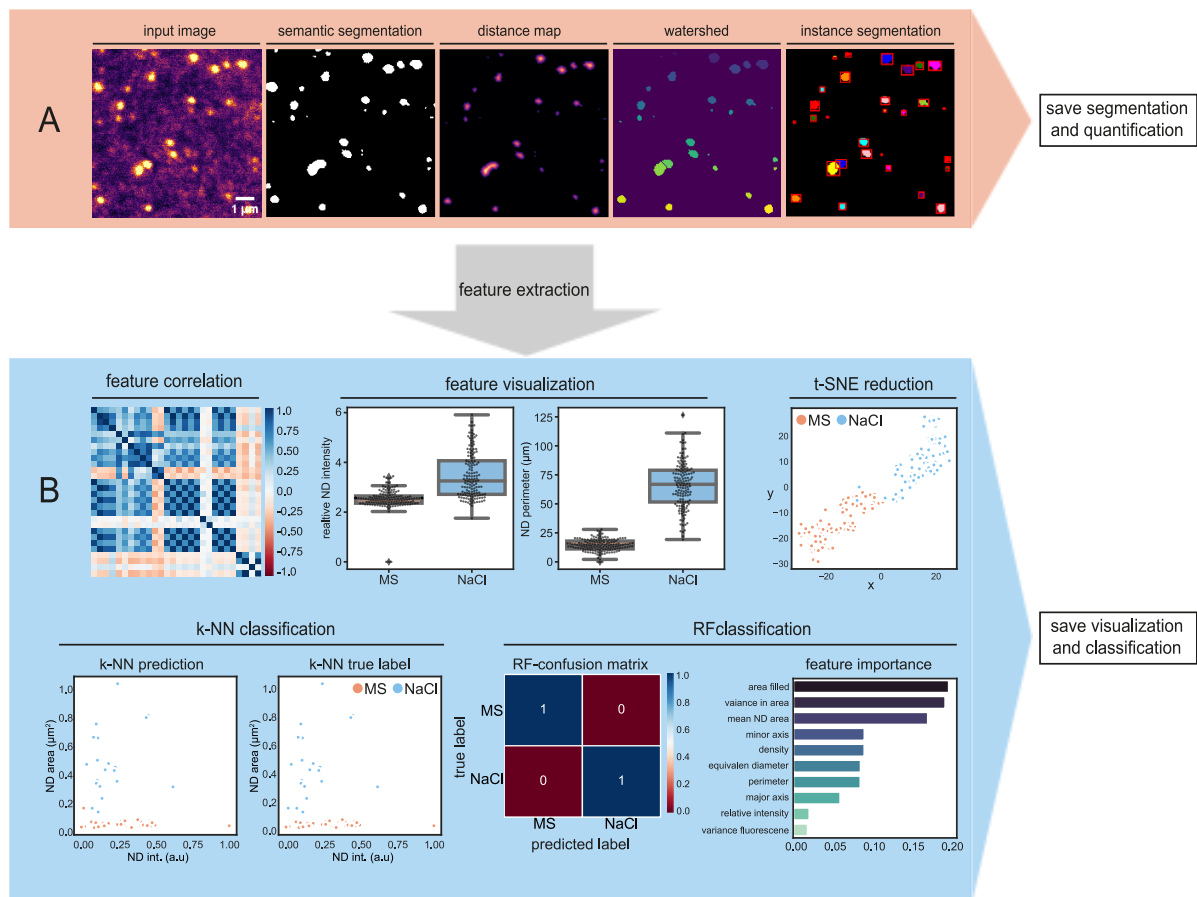 input image
semantic segmentation
distance map
watershed
instance segmentation
A
1 µm
save segmentation
and quantification
feature extraction
B
feature correlation
1.0
0.75
0.50
0.25
0.0
-0.25
-0.50
-0.75
-1.0
feature visualization
realtive ND intensity
6
4
2
0
MS
NaCl
ND perimeter (µm)
125
100
75
50
25
0
MS
NaCl
t-SNE reduction
MS
NaCl
y
20
10
0
-10
-20
-30
-20
-10
0
10
20
x
k-NN classification
k-NN prediction
ND area (µm²)
1.0
0.8
0.6
0.4
0.2
0.0
0.00
0.25
0.50
0.75
1.00
ND int. (a.u)
k-NN true label
MS
NaCl
ND area (µm²)
1.0
0.8
0.6
0.4
0.2
0.0
0.00
0.25
0.50
0.75
1.00
ND int. (a.u)
RFclassification
RF-confusion matrix
true label
MS
NaCl
1
0
0
1
MS
NaCl
predicted label
1.0
0.8
0.6
0.4
0.2
0.0
feature importance
area filled
vaiance in area
mean ND area
minor axis
density
equivalen diameter
perimeter
major axis
relative intensity
variance fluorescene
0.00
0.05
0.10
0.15
0.20
save visualization
and classification